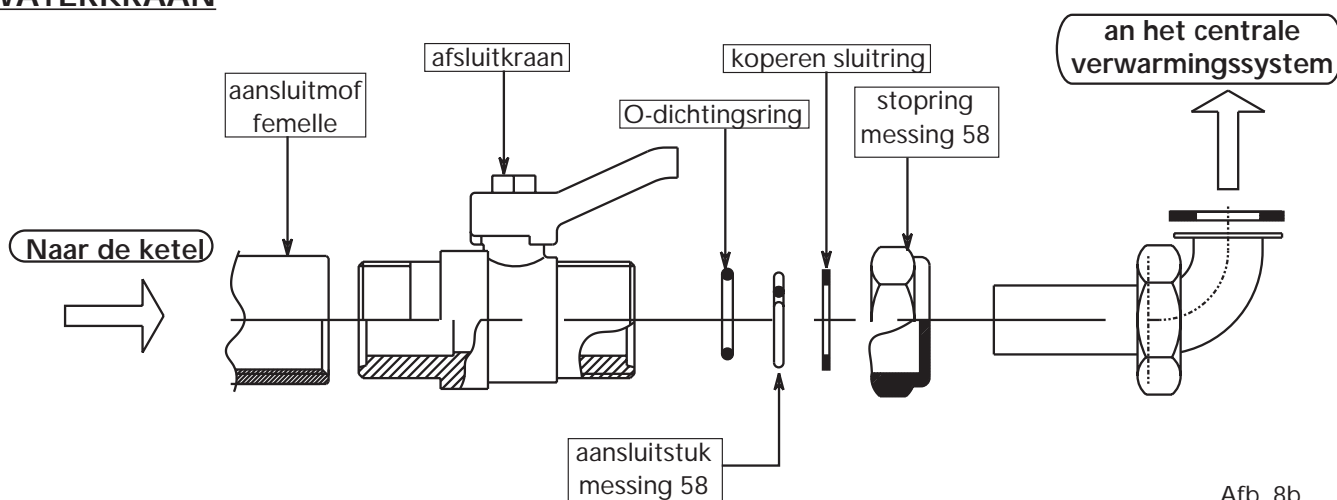 WATERKRAAN
afsluitkraan
koperen sluitring
an het centrale
verwarmingssystem
aansluitmof
femelle
O-dichtingsring
stopring
messing 58
Naar de ketel
aansluitstuk
messing 58
Afb. 8b